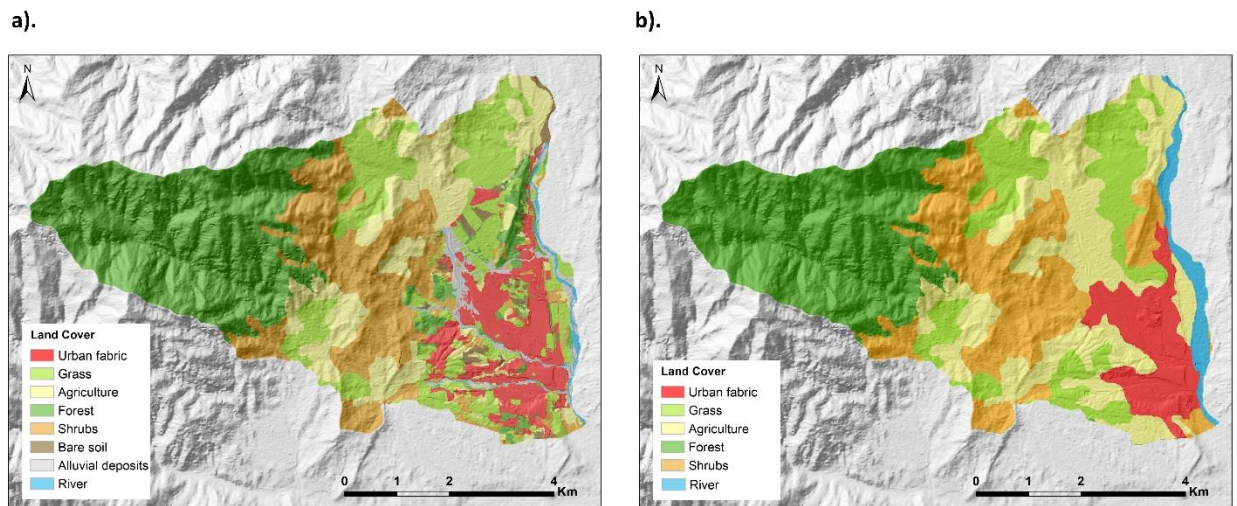 a).
N
Land Cover
Urban fabric
Grass
Agriculture
Forest
Shrubs
Bare soil
Alluvial deposits
River
0 1 2 4
Km
b).
N
Land Cover
Urban fabric
Grass
Agriculture
Forest
Shrubs
River
0 1 2 4
Km